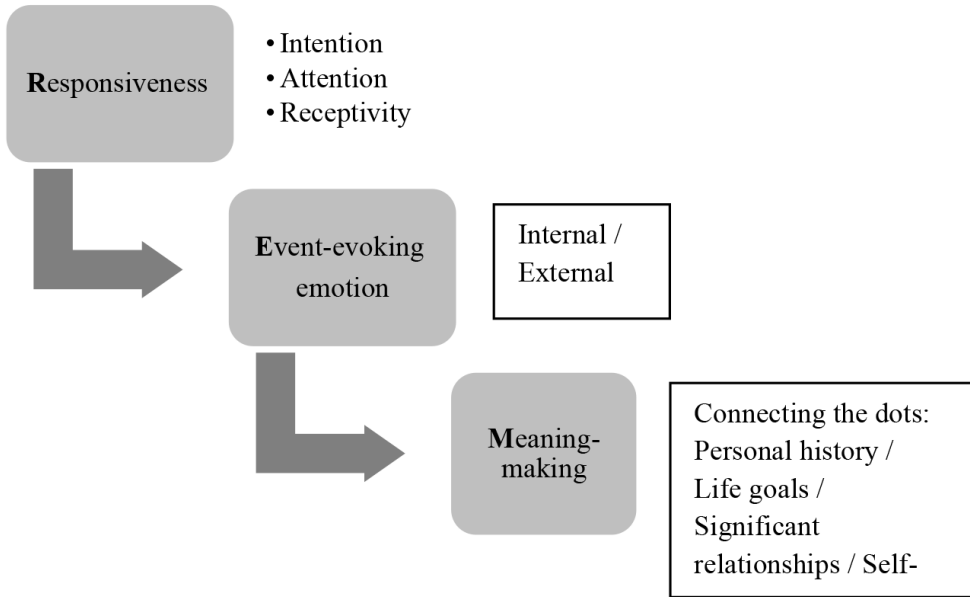 Responsiveness
• Intention
• Attention
• Receptivity
Event-evoking
emotion
Internal /
External
Meaning-
making
Connecting the dots:
Personal history /
Life goals /
Significant
relationships / Self-